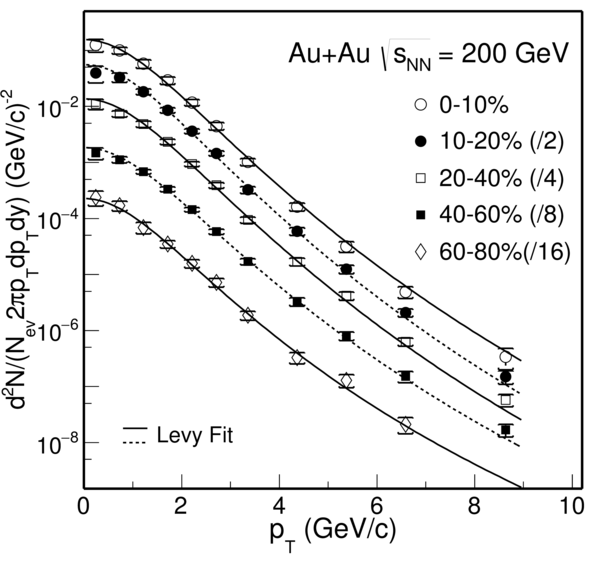 Au+Au √s_NN = 200 GeV
0-10%
10-20% (/2)
20-40% (/4)
40-60% (/8)
60-80%(/16)
Levy Fit
d²N/(N_ev 2πp_T dp_T dy) (GeV/c)⁻²
10⁻²
10⁻⁴
10⁻⁶
10⁻⁸
0 2 4 6 8 10
p_T (GeV/c)